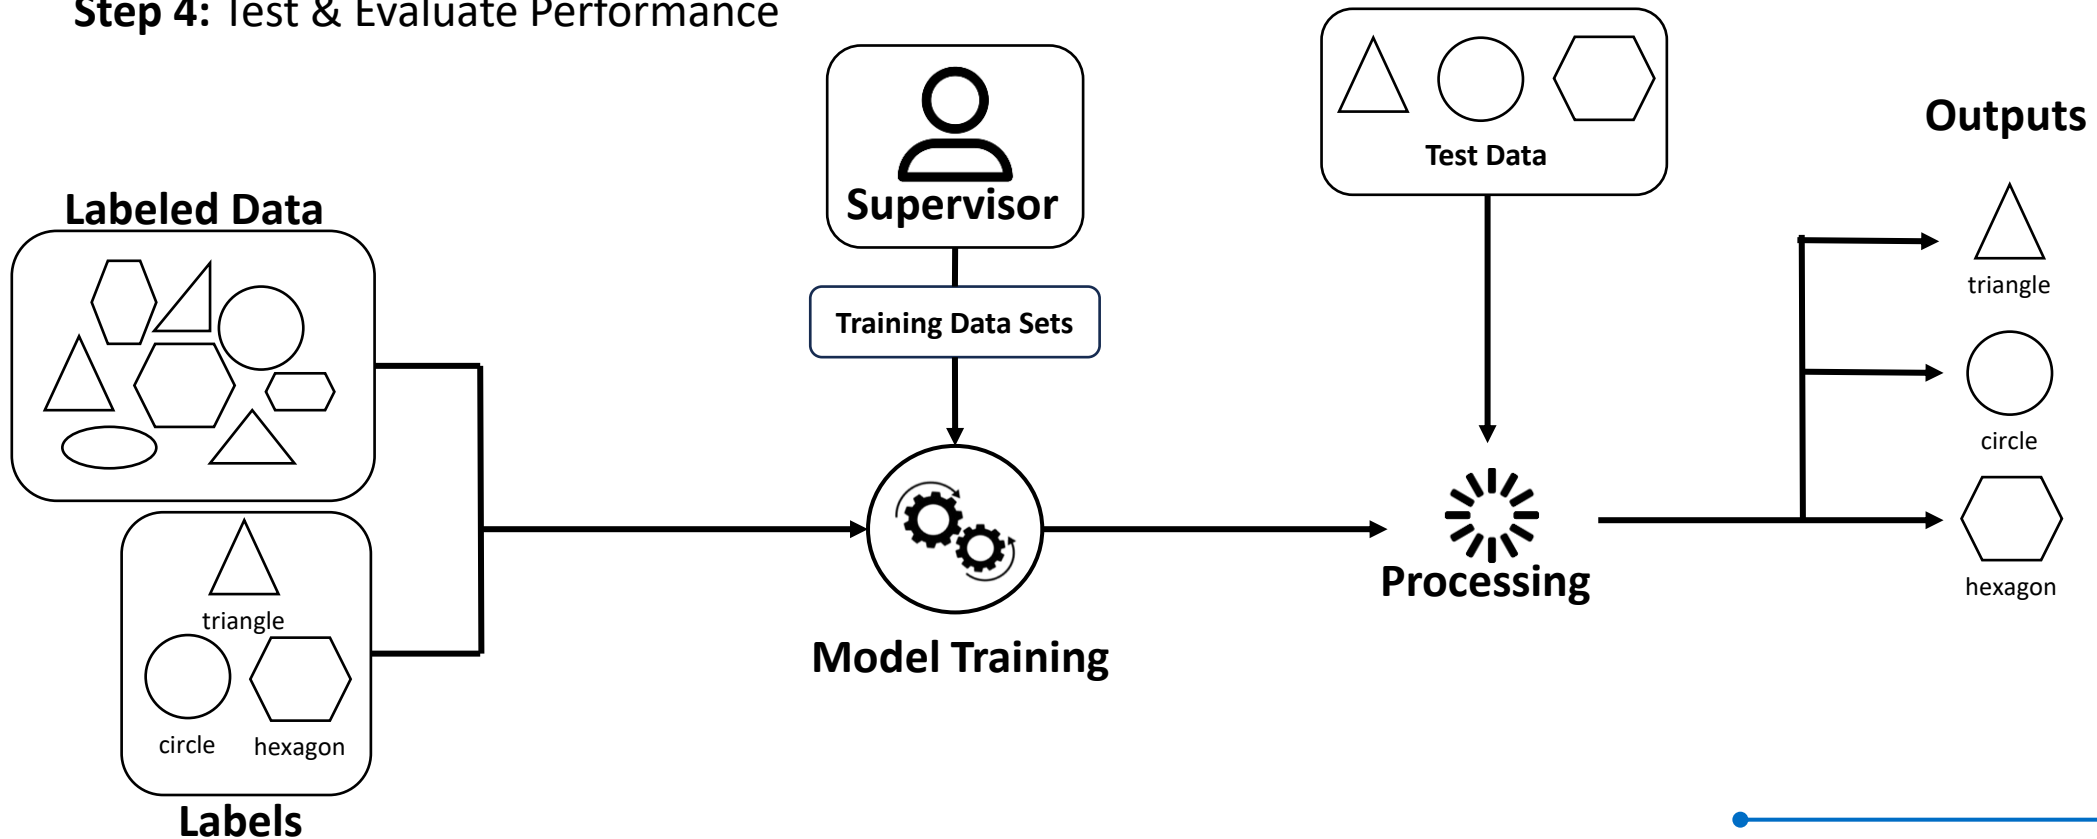 Step 4: Test & Evaluate Performance
Labeled Data
triangle
circle
hexagon
Labels
Supervisor
Training Data Sets
Model Training
Test Data
Processing
Outputs
triangle
circle
hexagon